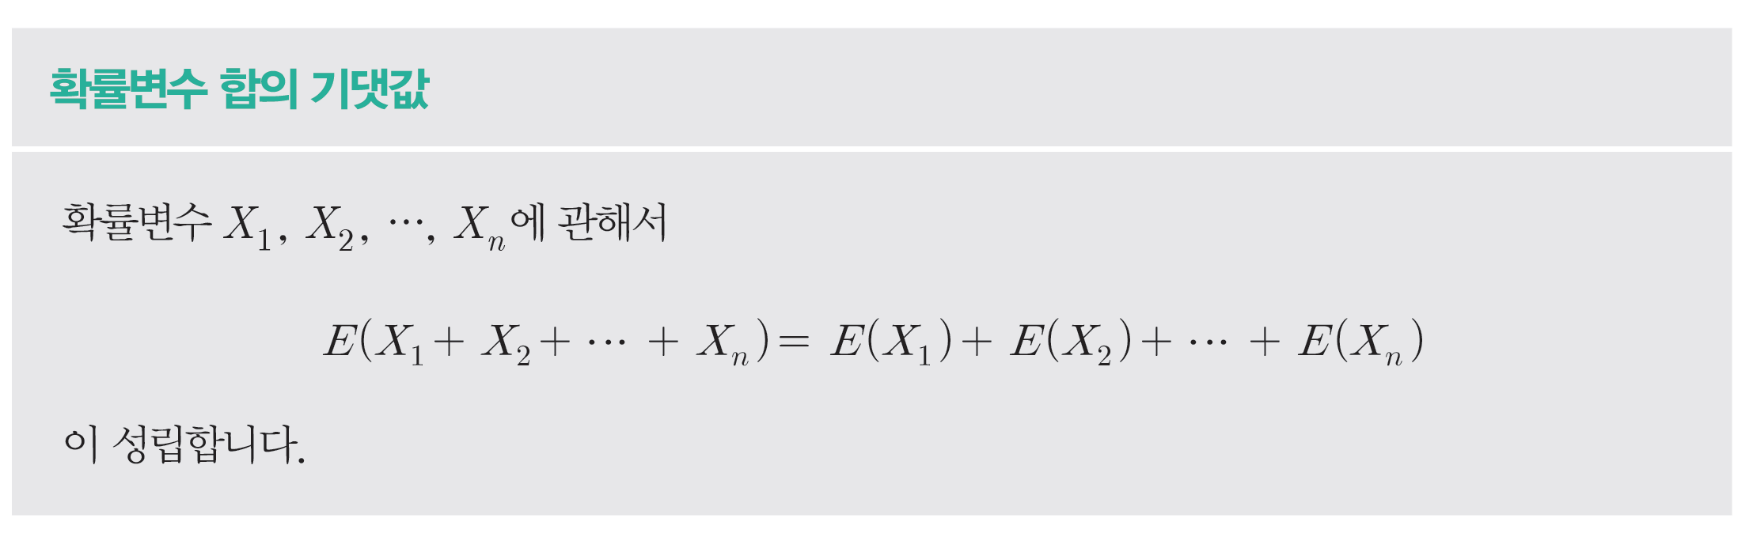 확률변수 합의 기댓값
확률변수 X₁, X₂, ⋯, Xₙ에 관해서
E(X₁ + X₂ + ⋯ + Xₙ) = E(X₁) + E(X₂) + ⋯ + E(Xₙ)
이 성립합니다.